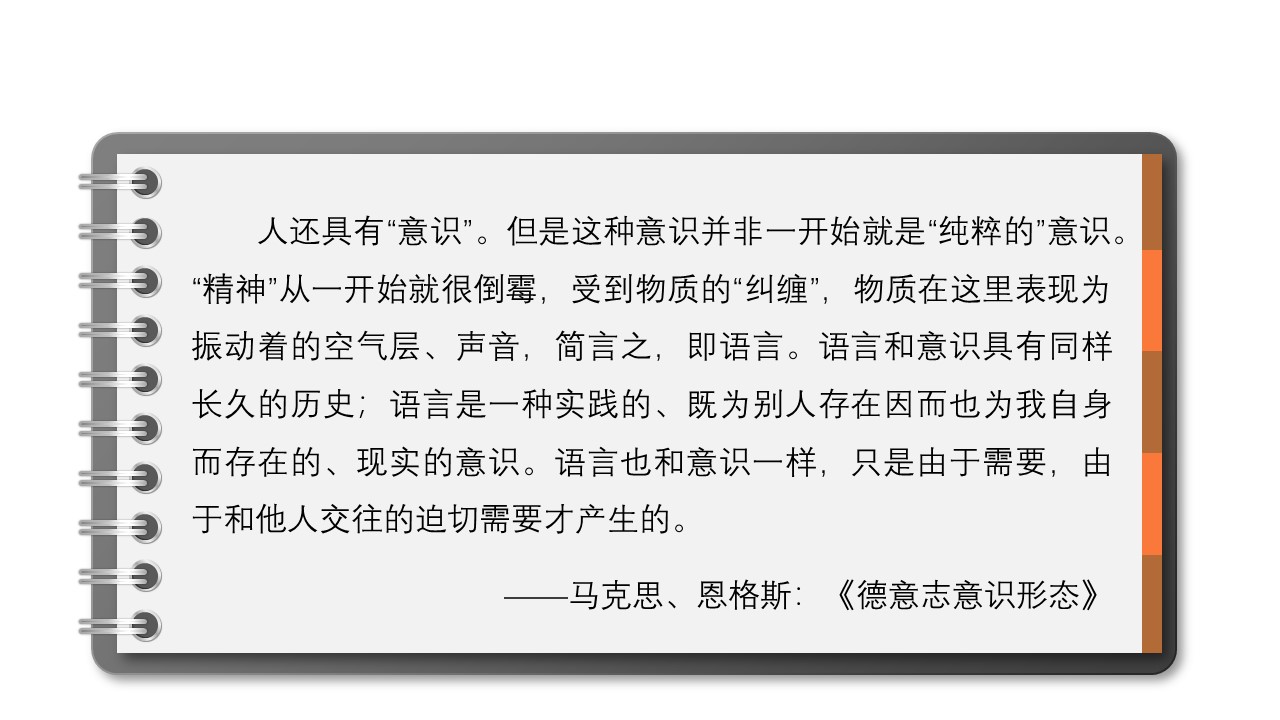 人还具有“意识”。但是这种意识并非一开始就是“纯粹的”意识。
“精神”从一开始就很倒霉，受到物质的“纠缠”，物质在这里表现为
振动着的空气层、声音，简言之，即语言。语言和意识具有同样
长久的历史；语言是一种实践的、既为别人存在因而也为我自身
而存在的、现实的意识。语言也和意识一样，只是由于需要，由
于和他人交往的迫切需要才产生的。
——马克思、恩格斯：《德意志意识形态》